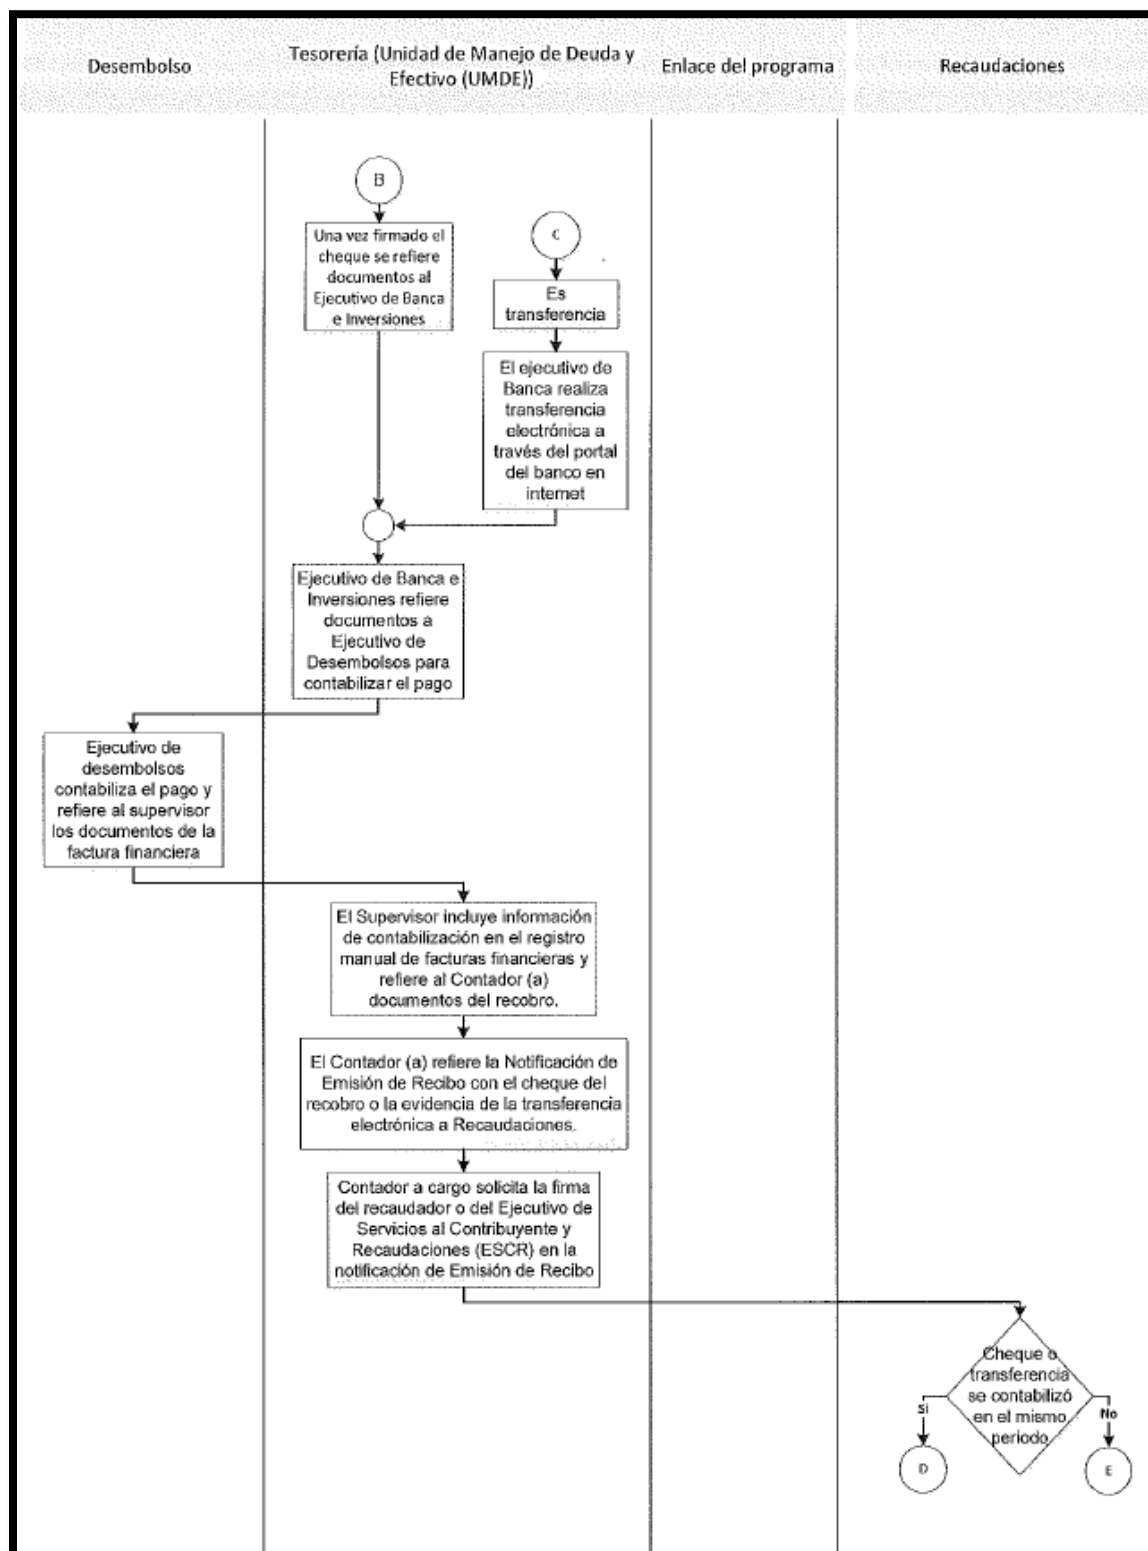 Desembolso
Tesorería (Unidad de Manejo de Deuda y
Efectivo (UMDE))
Enlace del programa
Recaudaciones
B
Una vez firmado el
cheque se refiere
documentos al
Ejecutivo de Banca
e Inversiones
C
Es
transferencia
El ejecutivo de
Banca realiza
transferencia
electrónica a
través del portal
del banco en
internet
Ejecutivo de Banca e
Inversiones refiere
documentos a
Ejecutivo de
Desembolsos para
contabilizar el pago
Ejecutivo de
desembolsos
contabiliza el pago y
refiere al supervisor
los documentos de la
factura financiera
El Supervisor incluye información
de contabilización en el registro
manual de facturas financieras y
refiere al Contador (a)
documentos del recobro.
El Contador (a) refiere la Notificación de
Emisión de Recibo con el cheque del
recobro o la evidencia de la transferencia
electrónica a Recaudaciones.
Contador a cargo solicita la firma
del recaudador o del Ejecutivo de
Servicios al Contribuyente y
Recaudaciones (ESCR) en la
notificación de Emisión de Recibo
Cheque o
transferencia
se contabilizó
en el mismo
periodo
Si
No
D
E